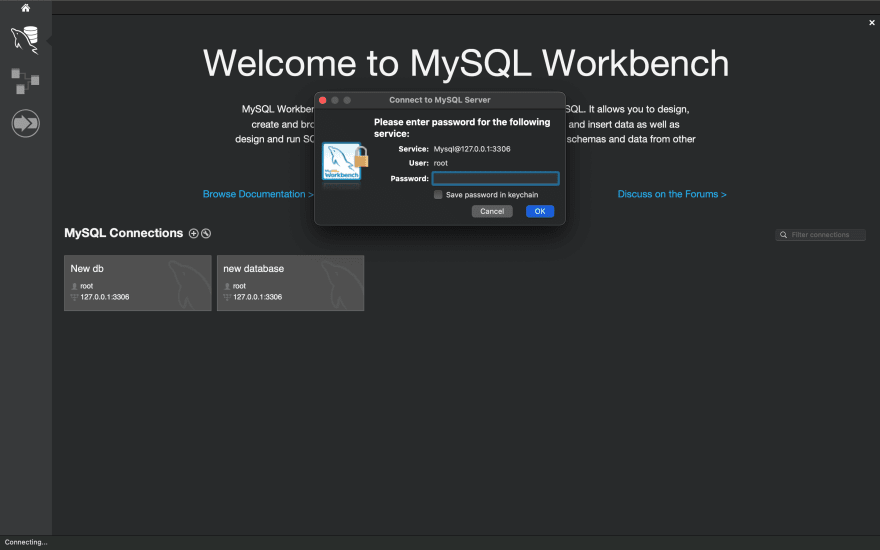 Welcome to MySQL Workbench
Connect to MySQL Server
MySQL Workben
SQL. It allows you to design,
create and bro
and insert data as well as
design and run SQ
schemas and data from other
Please enter password for the following
service:
Service: Mysql@127.0.0.1:3306
User: root
Password:
Save password in keychain
Cancel
OK
MySQL
Workbench
Browse Documentation >
Discuss on the Forums >
MySQL Connections
Filter connections
New db
root
127.0.0.1:3306
new database
root
127.0.0.1:3306
Connecting...